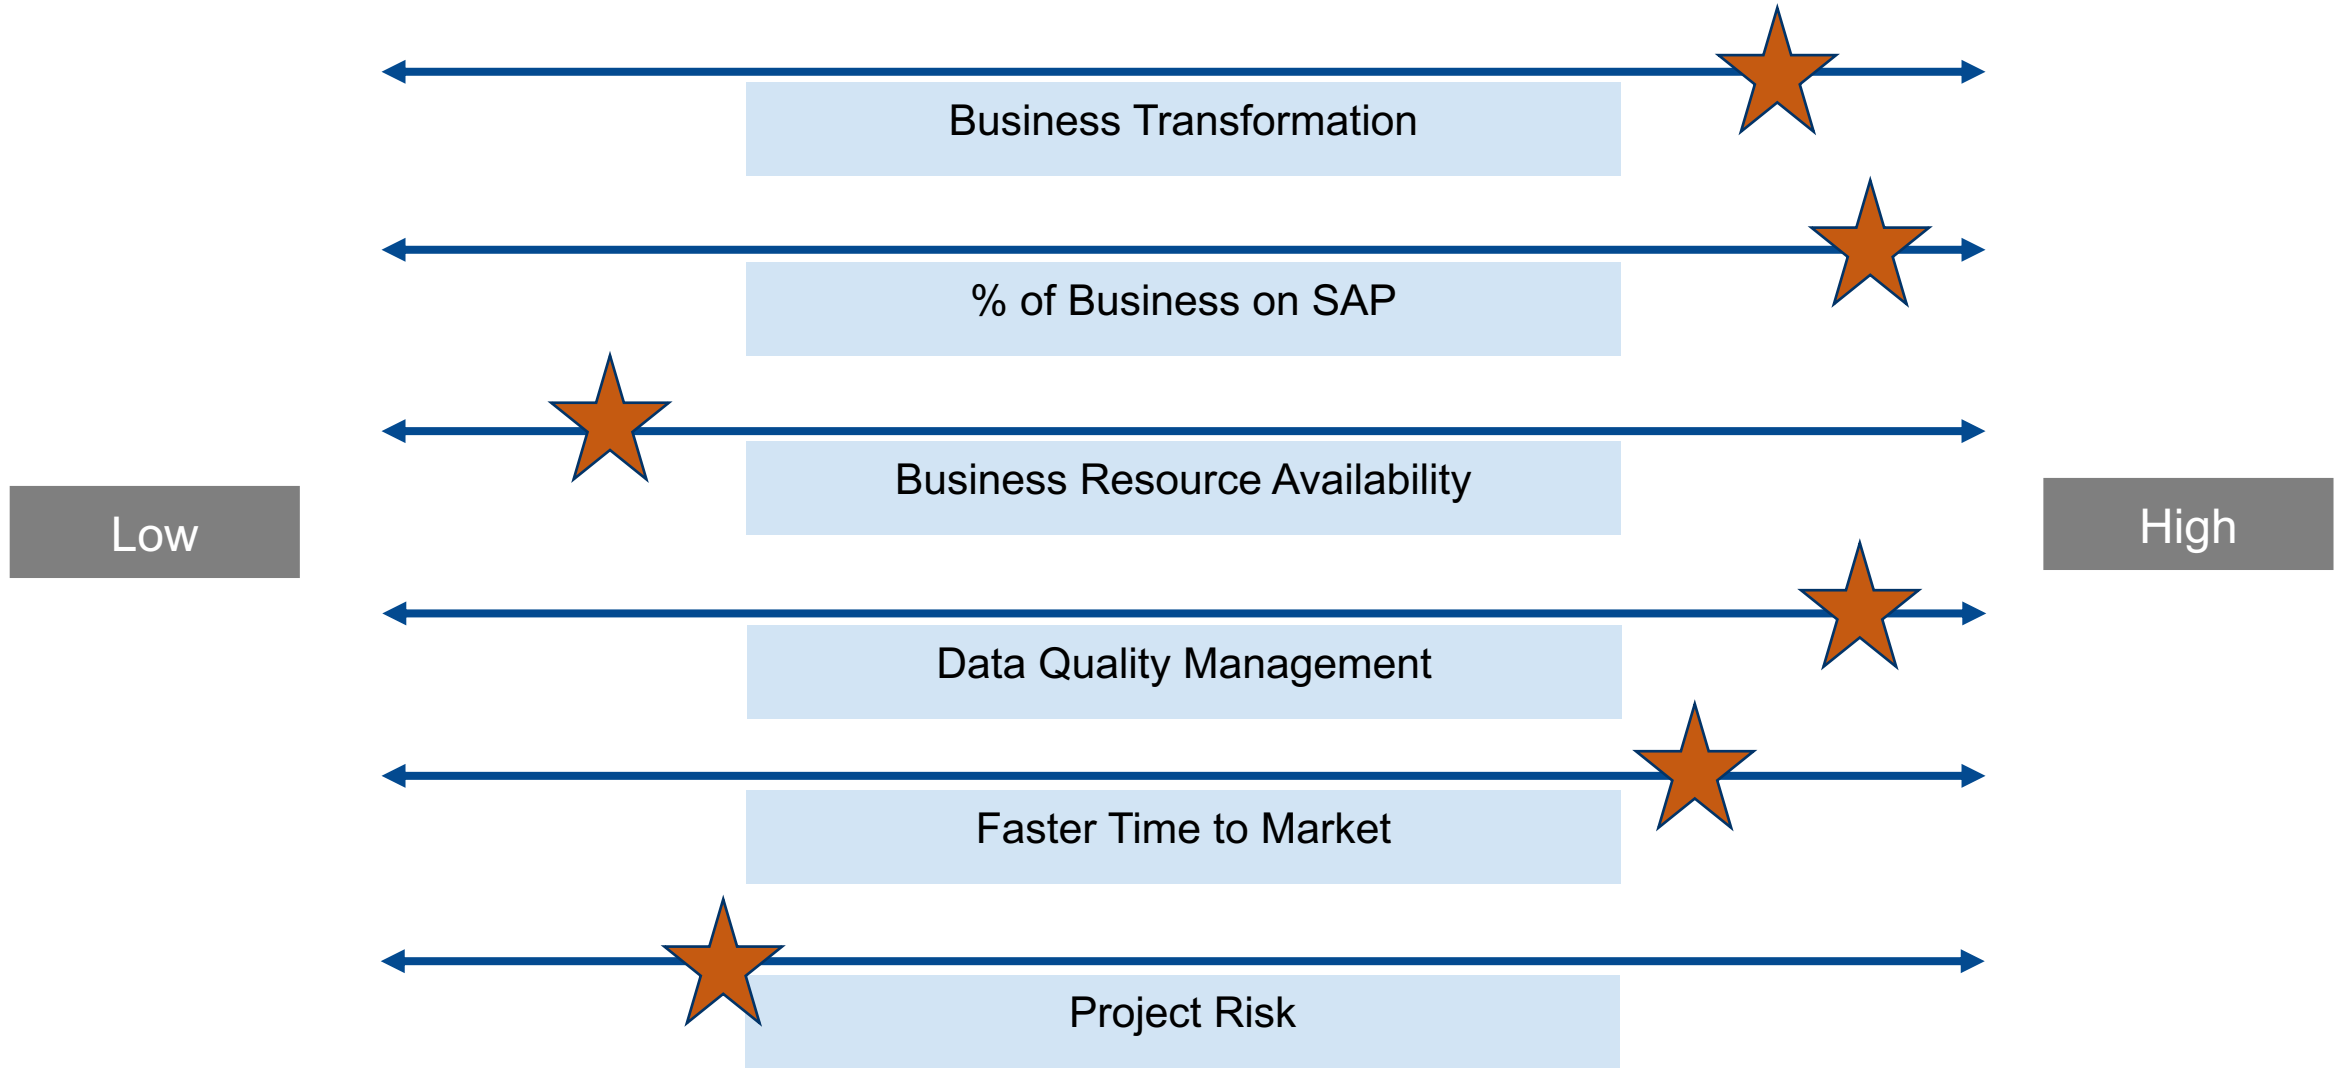 Business Transformation
% of Business on SAP
Business Resource Availability
Low
High
Data Quality Management
Faster Time to Market
Project Risk